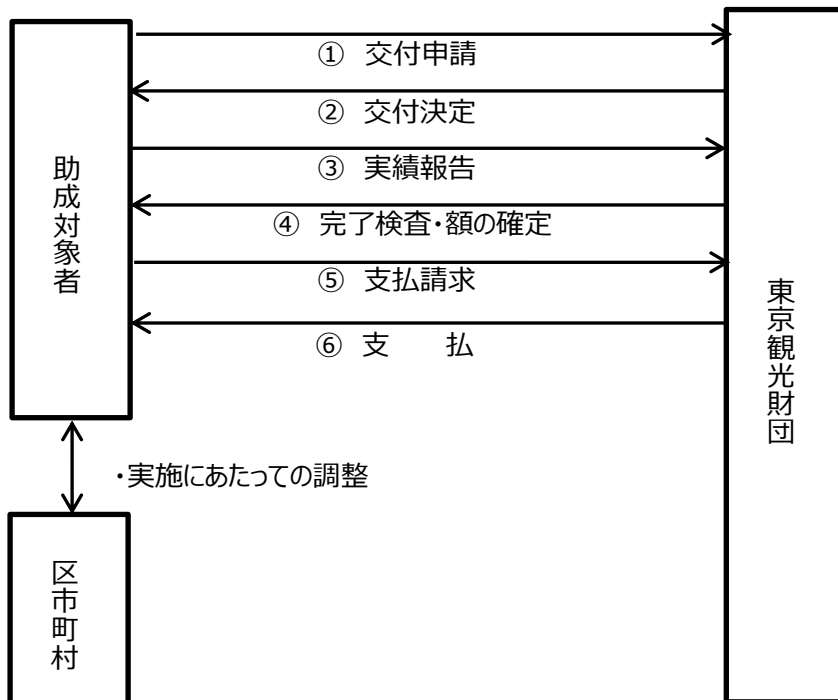 ① 交付申請
② 交付決定
③ 実績報告
④ 完了検査・額の確定
⑤ 支払請求
⑥ 支　　払
助成対象者
東京観光財団
・実施にあたっての調整
区市町村